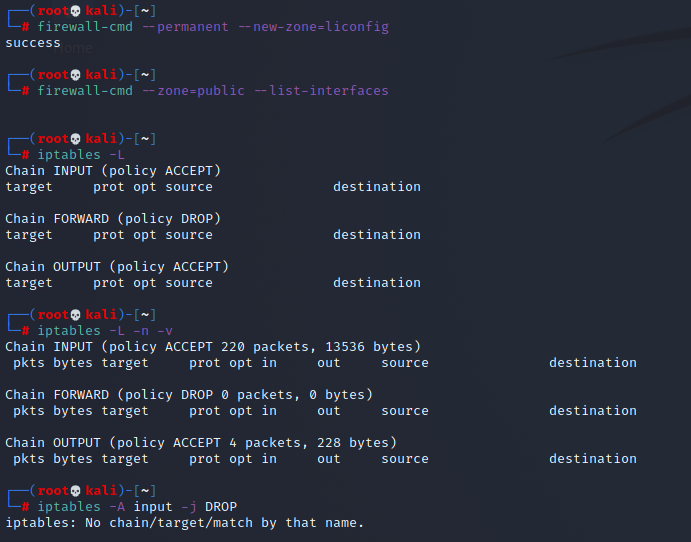 ┌──(root💀kali)-[~]
└─# firewall-cmd --permanent --new-zone=liconfig
success
┌──(root💀kali)-[~]
└─# firewall-cmd --zone=public --list-interfaces
┌──(root💀kali)-[~]
└─# iptables -L
Chain INPUT (policy ACCEPT)
target     prot opt source               destination
Chain FORWARD (policy DROP)
target     prot opt source               destination
Chain OUTPUT (policy ACCEPT)
target     prot opt source               destination
┌──(root💀kali)-[~]
└─# iptables -L -n -v
Chain INPUT (policy ACCEPT 220 packets, 13536 bytes)
 pkts bytes target     prot opt in     out     source               destination
Chain FORWARD (policy DROP 0 packets, 0 bytes)
 pkts bytes target     prot opt in     out     source               destination
Chain OUTPUT (policy ACCEPT 4 packets, 228 bytes)
 pkts bytes target     prot opt in     out     source               destination
┌──(root💀kali)-[~]
└─# iptables -A input -j DROP
iptables: No chain/target/match by that name.